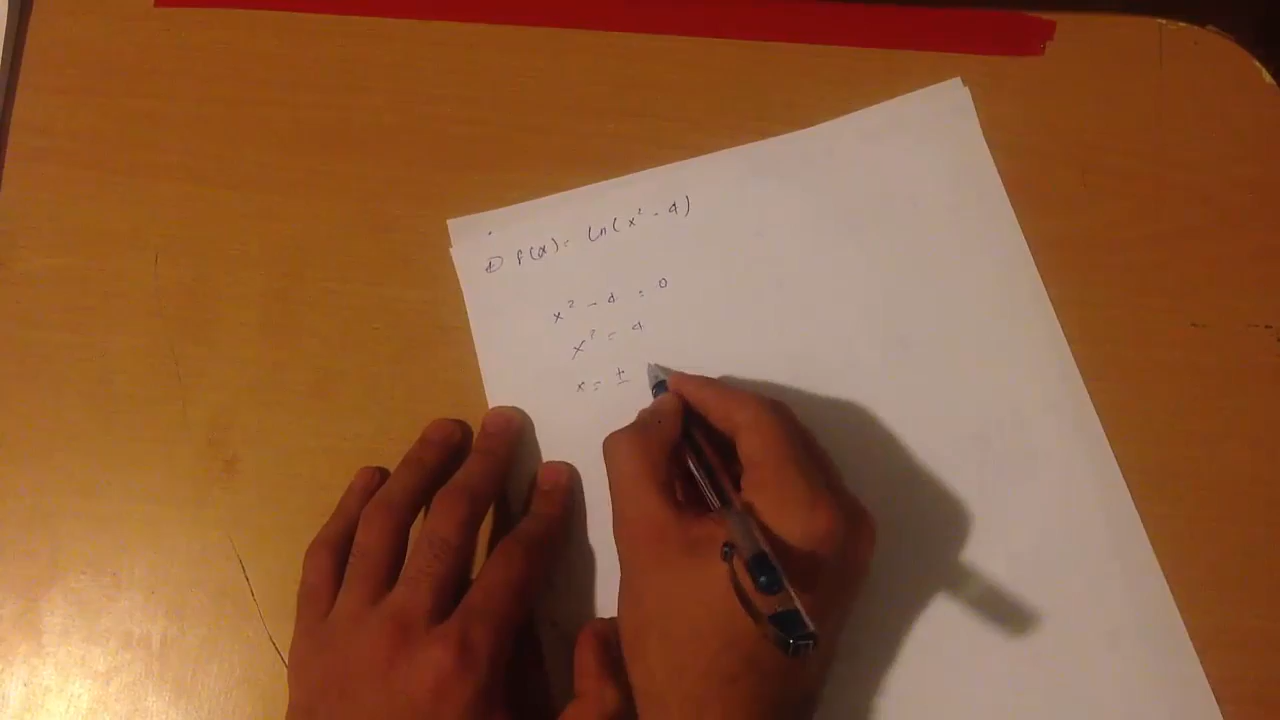 ① f(x) = ln(x² - 4)
x² - 4 = 0
x² = 4
x = ±